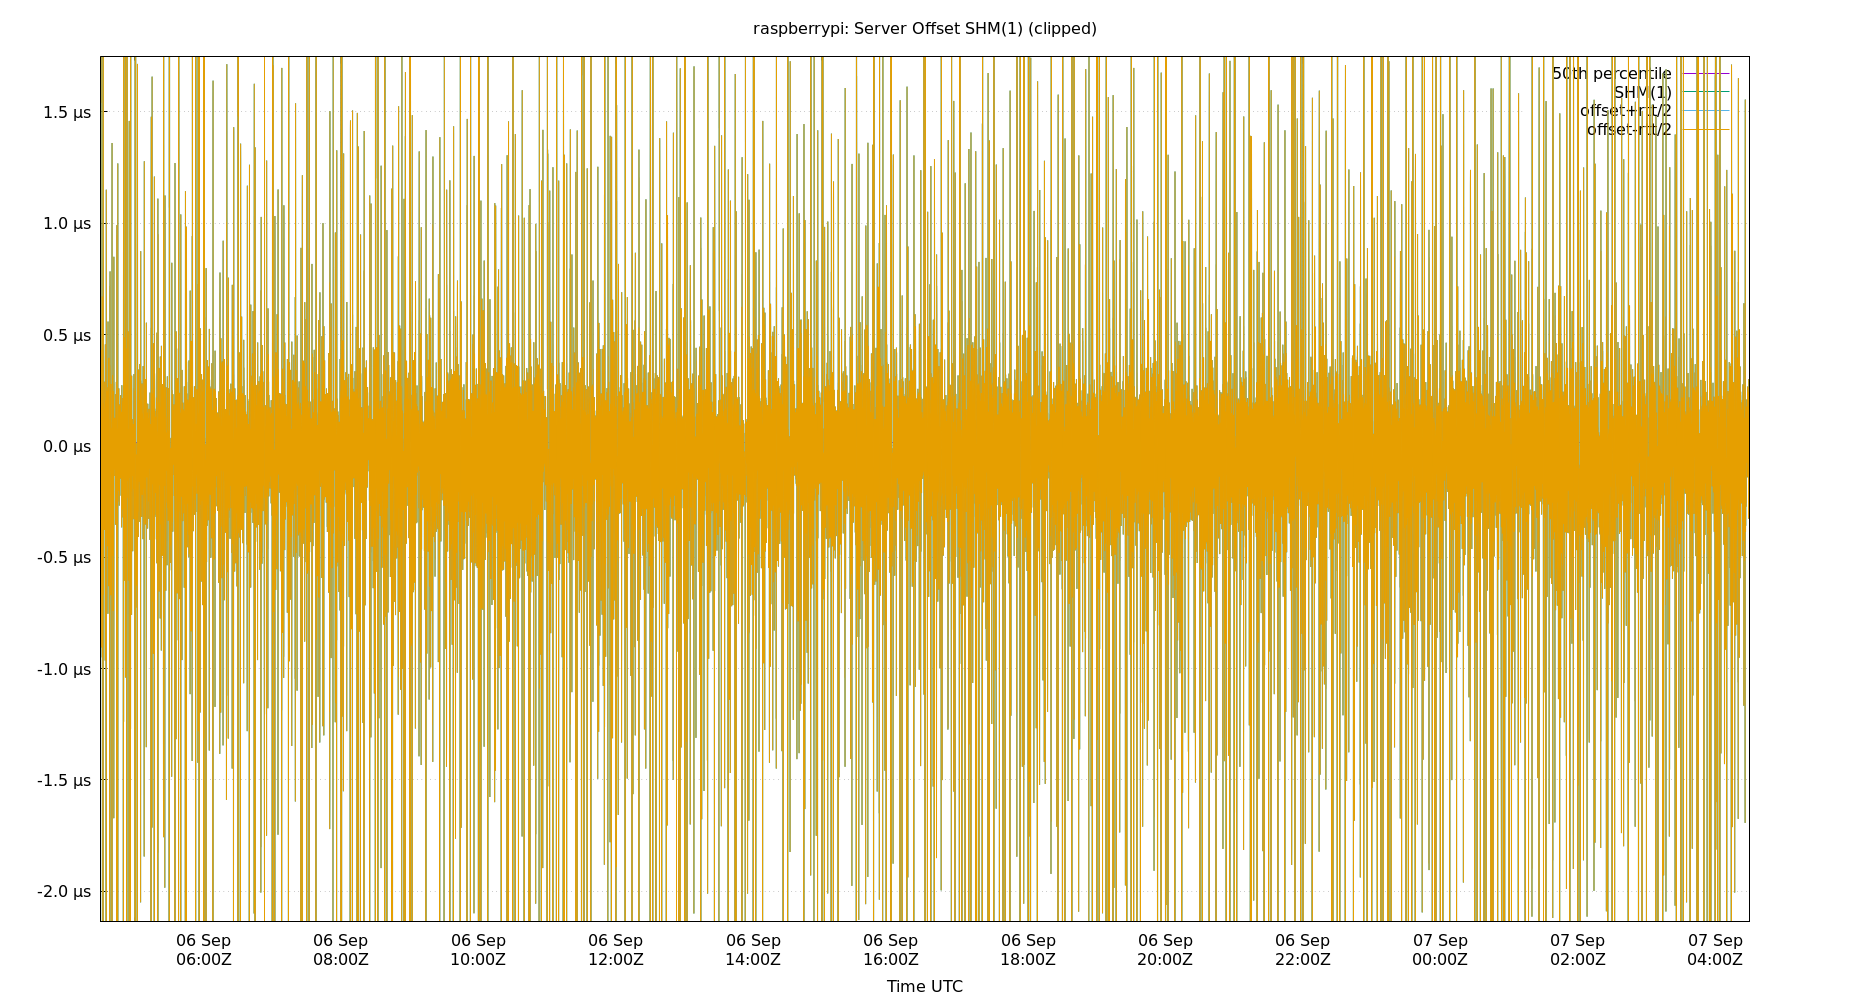 raspberrypi: Server Offset SHM(1) (clipped)
50th percentile
SHM(1)
offset+rtt/2
offset-rtt/2
1.5 µs
1.0 µs
0.5 µs
0.0 µs
-0.5 µs
-1.0 µs
-1.5 µs
-2.0 µs
06 Sep 06 Sep 06 Sep 06 Sep 06 Sep 06 Sep 06 Sep 06 Sep 06 Sep 07 Sep 07 Sep 07 Sep
06:00Z 08:00Z 10:00Z 12:00Z 14:00Z 16:00Z 18:00Z 20:00Z 22:00Z 00:00Z 02:00Z 04:00Z
Time UTC